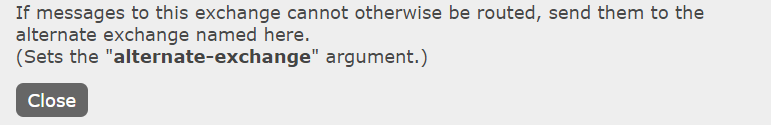 If messages to this exchange cannot otherwise be routed, send them to the
alternate exchange named here.
(Sets the "alternate-exchange" argument.)
Close